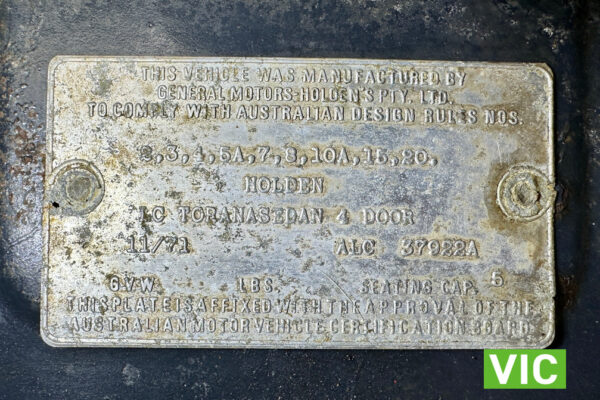 THIS VEHICLE WAS MANUFACTURED BY
GENERAL MOTORS-HOLDEN'S PTY. LTD.
TO COMPLY WITH AUSTRALIAN DESIGN RULES NOS.
2,3,4,5A,7,8,10A,15,20,
HOLDEN
LC TORANASEDAN 4 DOOR
11/71 ALC 37922A
G.V.W. LBS. SEATING CAP. 5
THIS PLATE IS AFFIXED WITH THE APPROVAL OF THE
AUSTRALIAN MOTOR VEHICLE CERTIFICATION BOARD
VIC